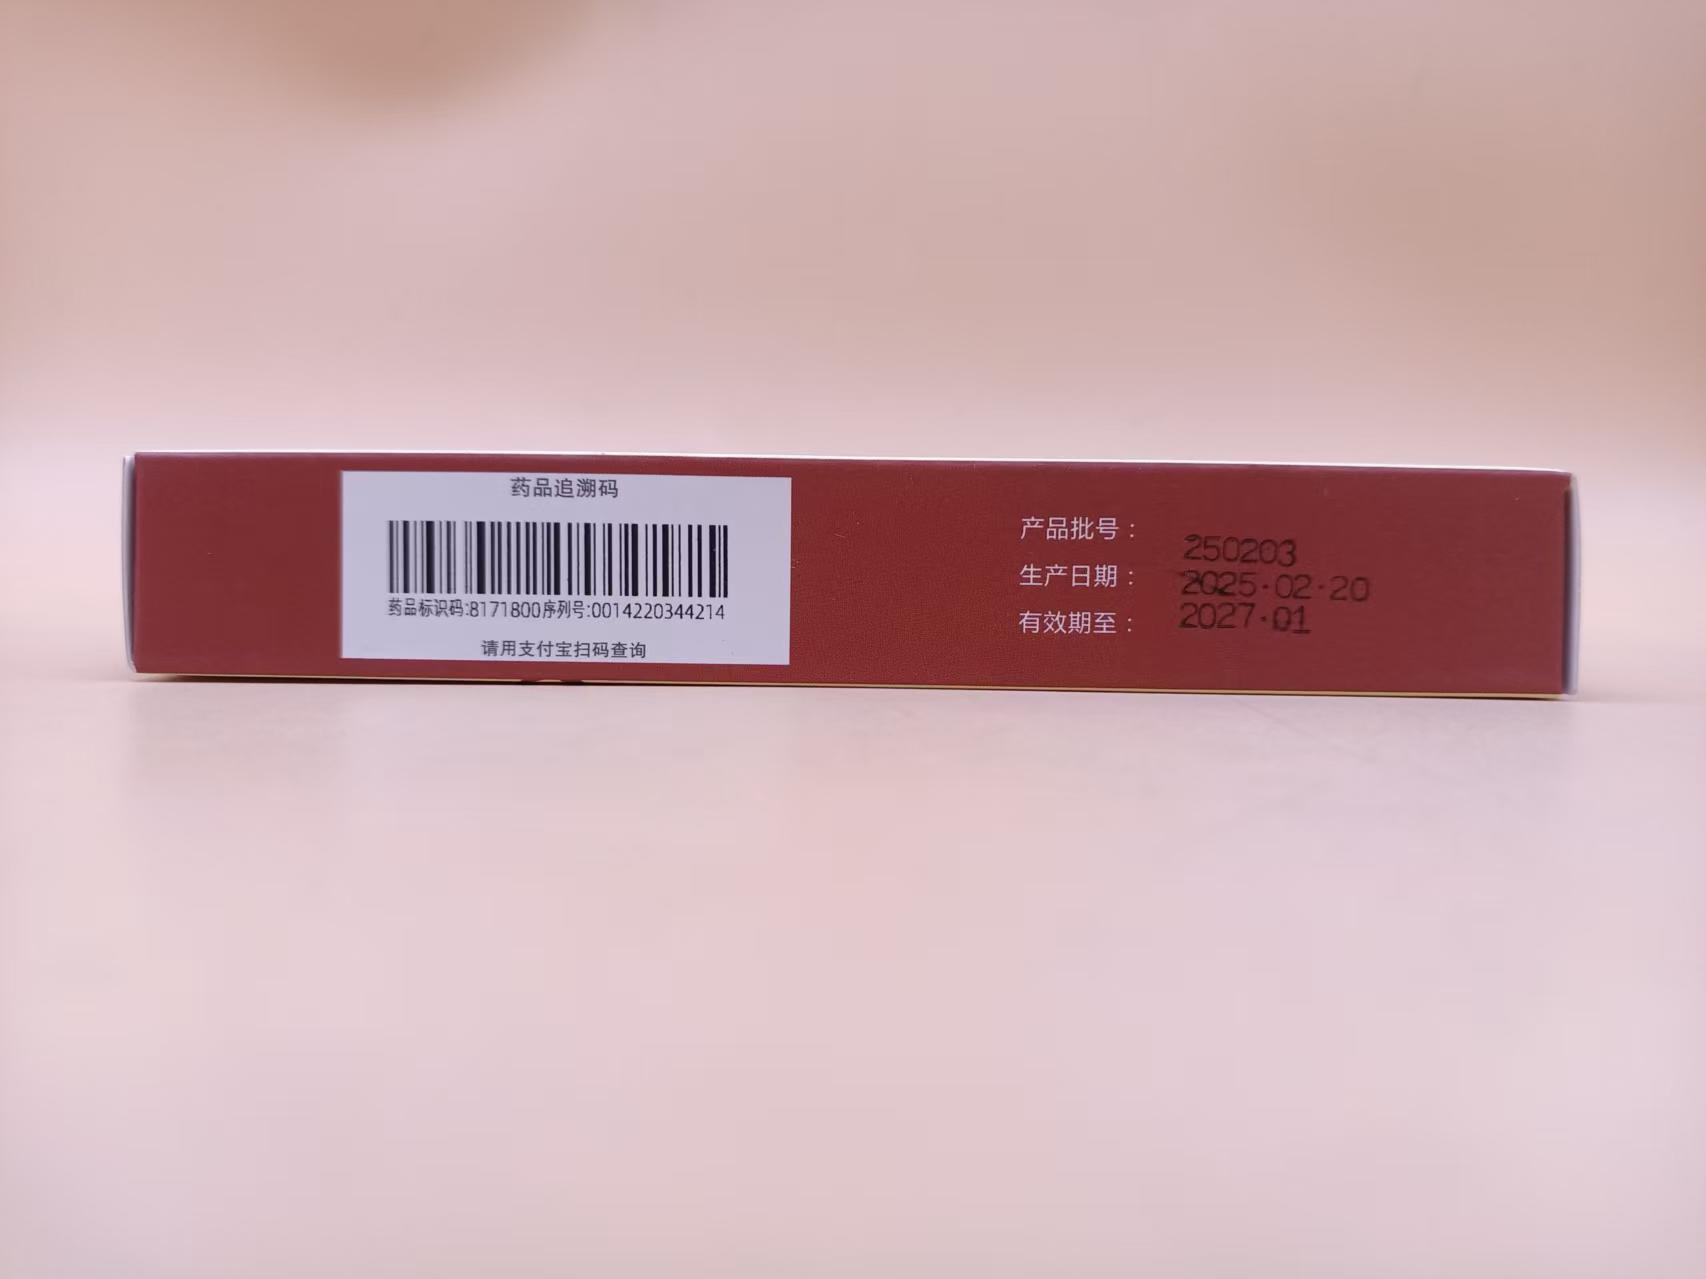 药品追溯码
药品标识码:8171800序列号:0014220344214
请用支付宝扫码查询
产品批号： 250203
生产日期： 2025·02·20
有效期至： 2027·01